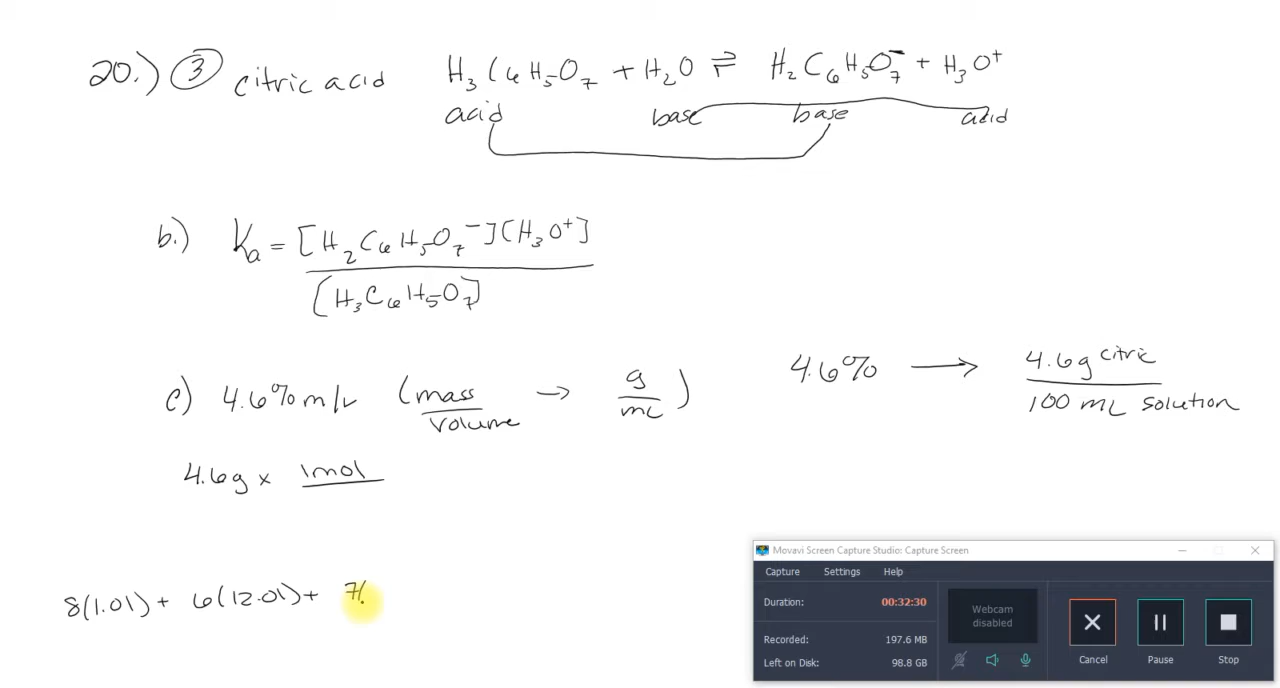 20.) ③ citric acid H₃C₆H₅O₇ + H₂O ⇌ H₂C₆H₅O₇⁻ + H₃O⁺
acid base base acid
b.) Ka = [H₂C₆H₅O₇⁻][H₃O⁺]
[H₃C₆H₅O₇]
c) 4.6% m/v (mass → g )
volume mL
4.6% → 4.6g citric
100 mL solution
4.6g x 1mol
8(1.01) + 6(12.01) + 7(
Movavi Screen Capture Studio: Capture Screen
Capture Settings Help
Duration: 00:32:30
Recorded: 197.6 MB
Left on Disk: 98.8 GB
Webcam
disabled
Cancel Pause Stop